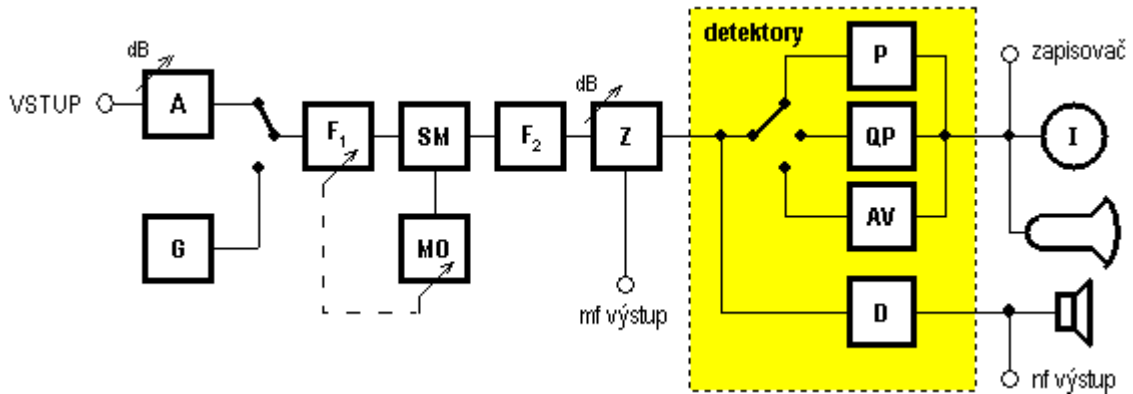 detektory
dB
P
zapisovač
VSTUP
A
dB
F1
SM
F2
Z
QP
I
G
MO
AV
mf výstup
D
nf výstup